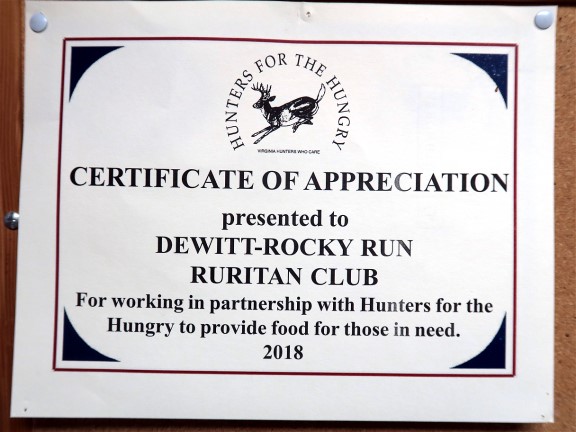 HUNTERS FOR THE HUNGRY
VIRGINIA HUNTERS WHO CARE
CERTIFICATE OF APPRECIATION
presented to
DEWITT-ROCKY RUN
RURITAN CLUB
For working in partnership with Hunters for the
Hungry to provide food for those in need.
2018